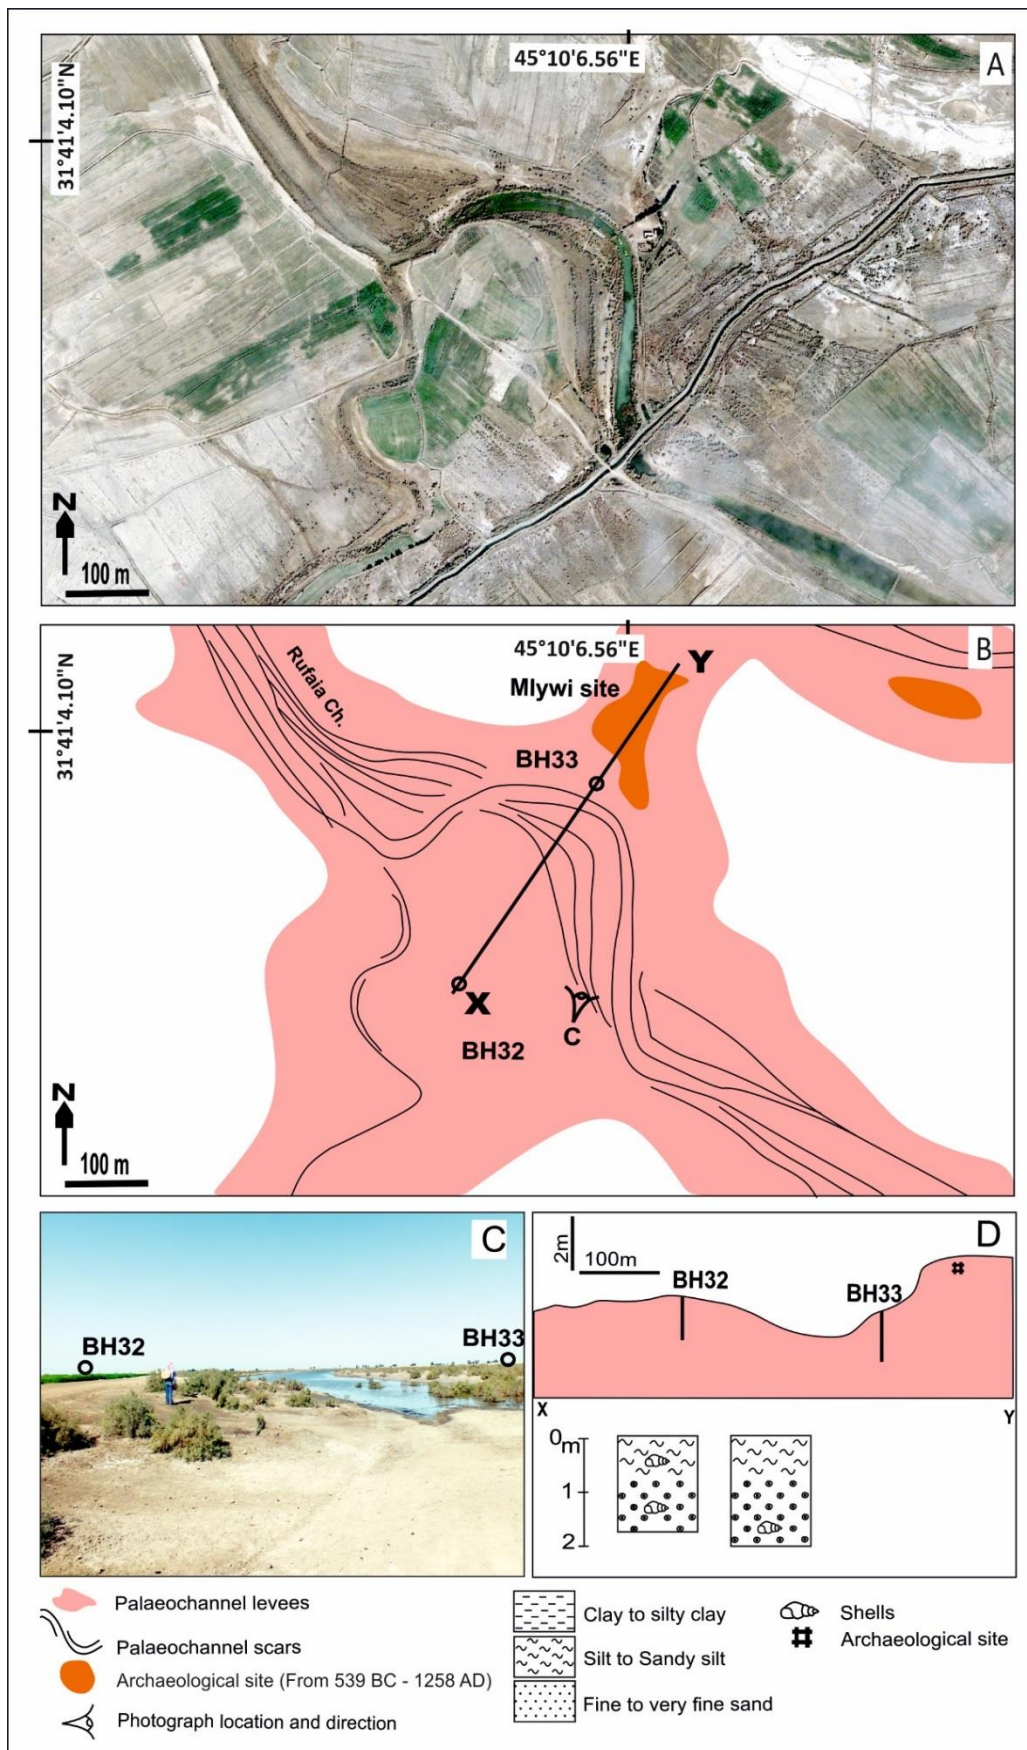 45°10'6.56"E
A
31°41'4.10"N
N
100 m
45°10'6.56"E
B
31°41'4.10"N
Rufaia Ch.
Mlywi site
Y
BH33
X
BH32
C
N
100 m
C
BH32
BH33
D
2m
100m
BH32
BH33
X
Y
0
m
1
2
Palaeochannel levees
Palaeochannel scars
Archaeological site (From 539 BC - 1258 AD)
Photograph location and direction
Clay to silty clay
Silt to Sandy silt
Fine to very fine sand
Shells
Archaeological site